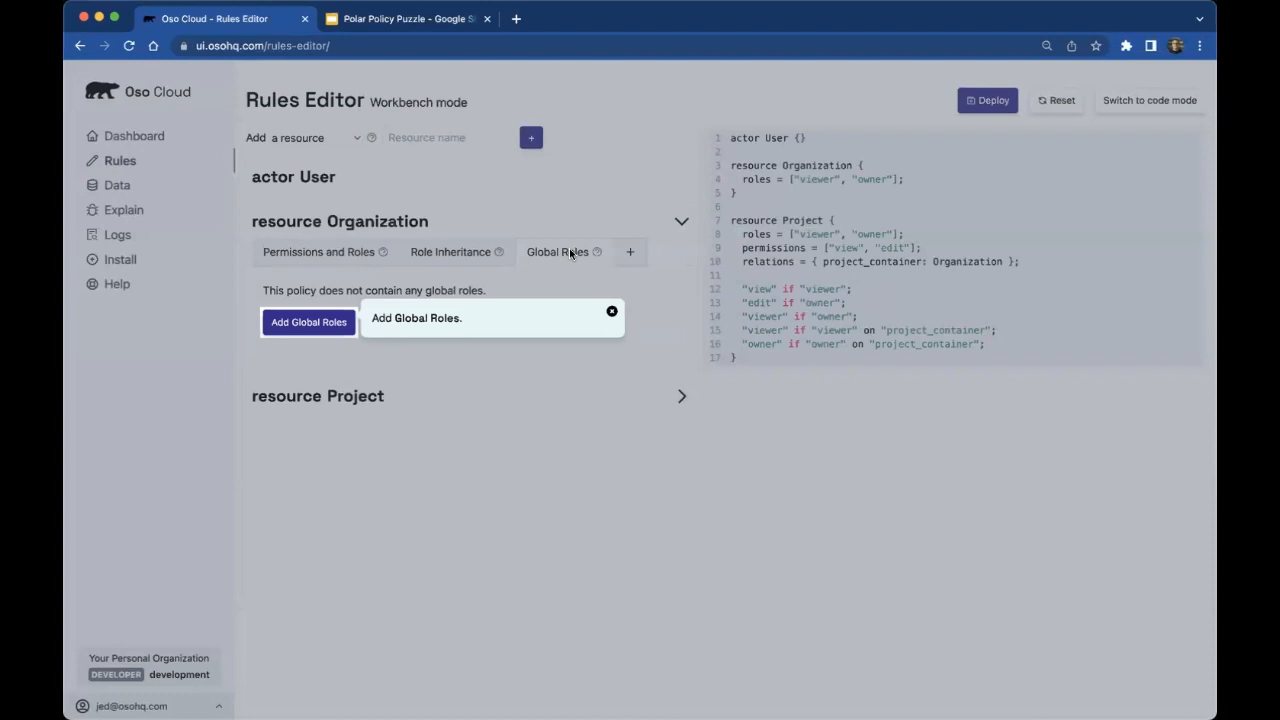 Oso Cloud - Rules Editor
Polar Policy Puzzle - Google S
ui.osohq.com/rules-editor/
Oso Cloud
Dashboard
Rules
Data
Explain
Logs
Install
Help
Your Personal Organization
DEVELOPER development
jed@osohq.com
Rules Editor Workbench mode
Deploy
Reset
Switch to code mode
Add a resource
Resource name
+
actor User
resource Organization
Permissions and Roles
Role Inheritance
Global Roles
+
This policy does not contain any global roles.
Add Global Roles
Add Global Roles.
resource Project
1 actor User {}
2
3 resource Organization {
4 roles = ["viewer", "owner"];
5 }
6
7 resource Project {
8 roles = ["viewer", "owner"];
9 permissions = ["view", "edit"];
10 relations = { project_container: Organization };
11
12 "view" if "viewer";
13 "edit" if "owner";
14 "viewer" if "owner";
15 "viewer" if "viewer" on "project_container";
16 "owner" if "owner" on "project_container";
17 }